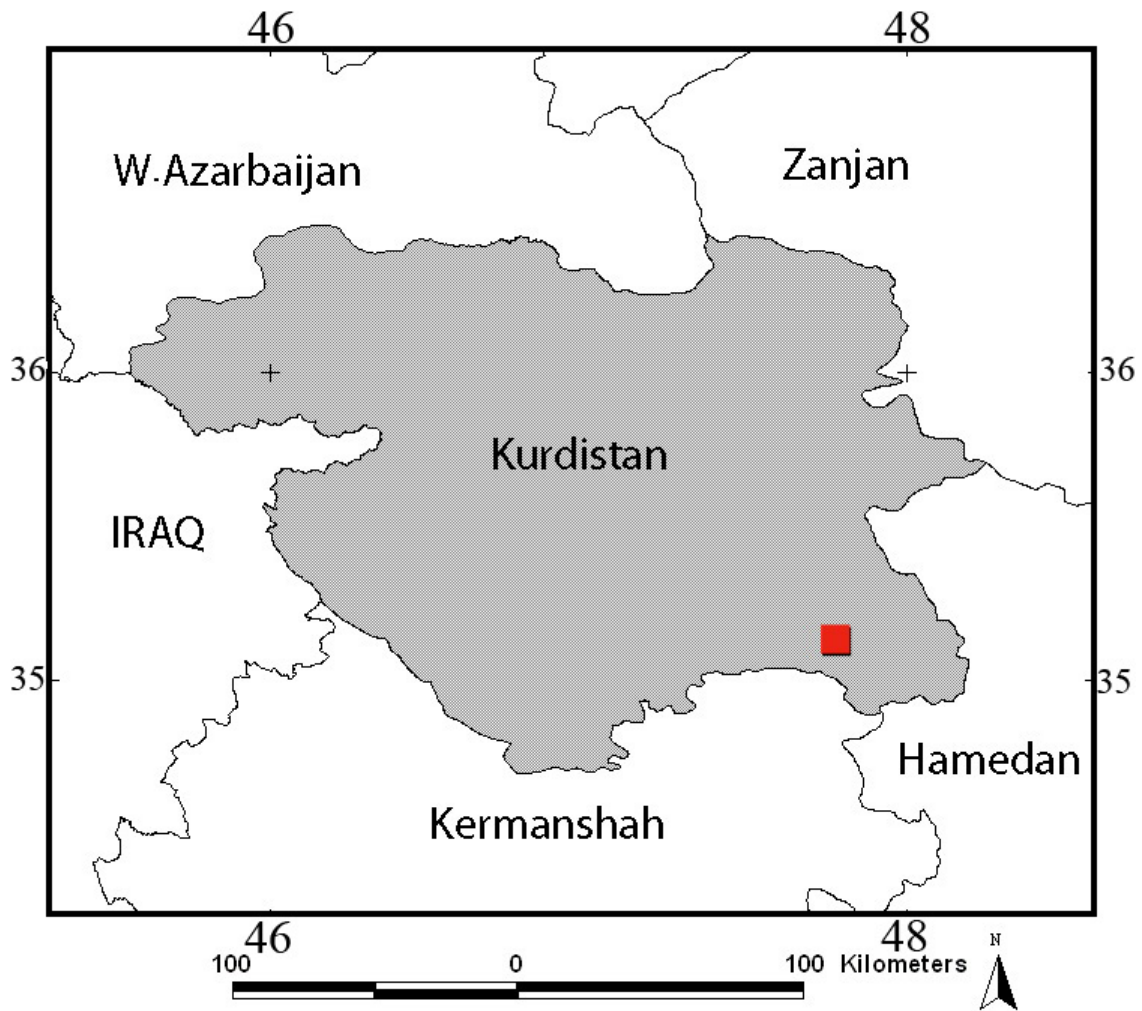 46 48
W.Azarbaijan Zanjan
36 36
Kurdistan
IRAQ
35 35
Hamedan
Kermanshah
46 48
100 0 100 Kilometers N